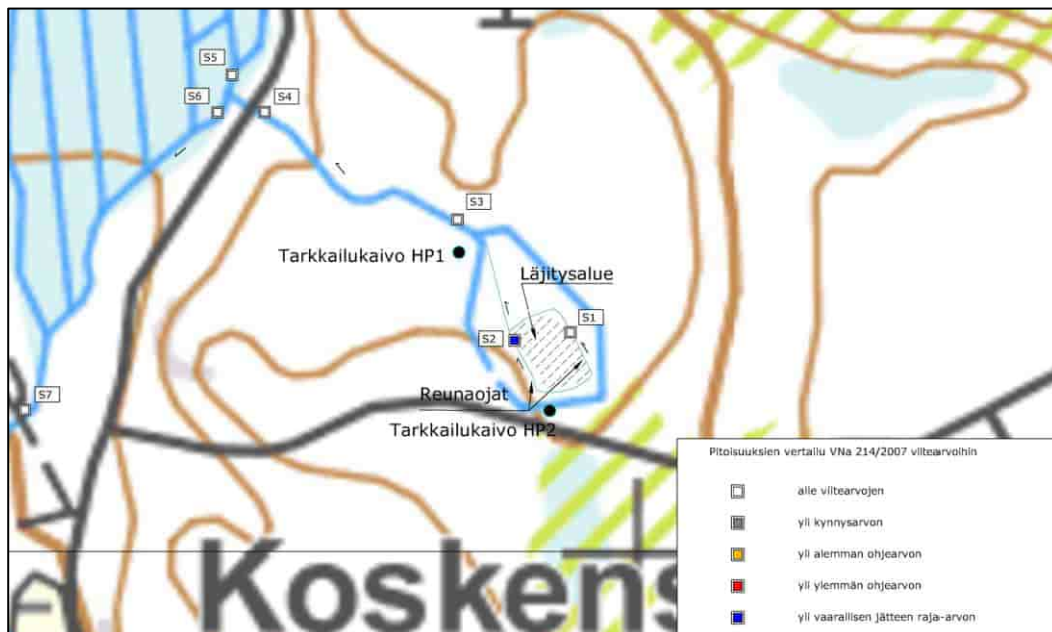 S5
S6
S4
S3
Tarkkailukaivo HP1
Läjitysalue
S1
S2
S7
Reunaojat
Tarkkailukaivo HP2
Koskens
Pitoisuuksien vertailu VNa 214/2007 viitearvoihin
alle viitearvojen
yli kynnysarvon
yli alemman ohjearvon
yli ylemmän ohjearvon
yli vaarallisen jätteen raja-arvon